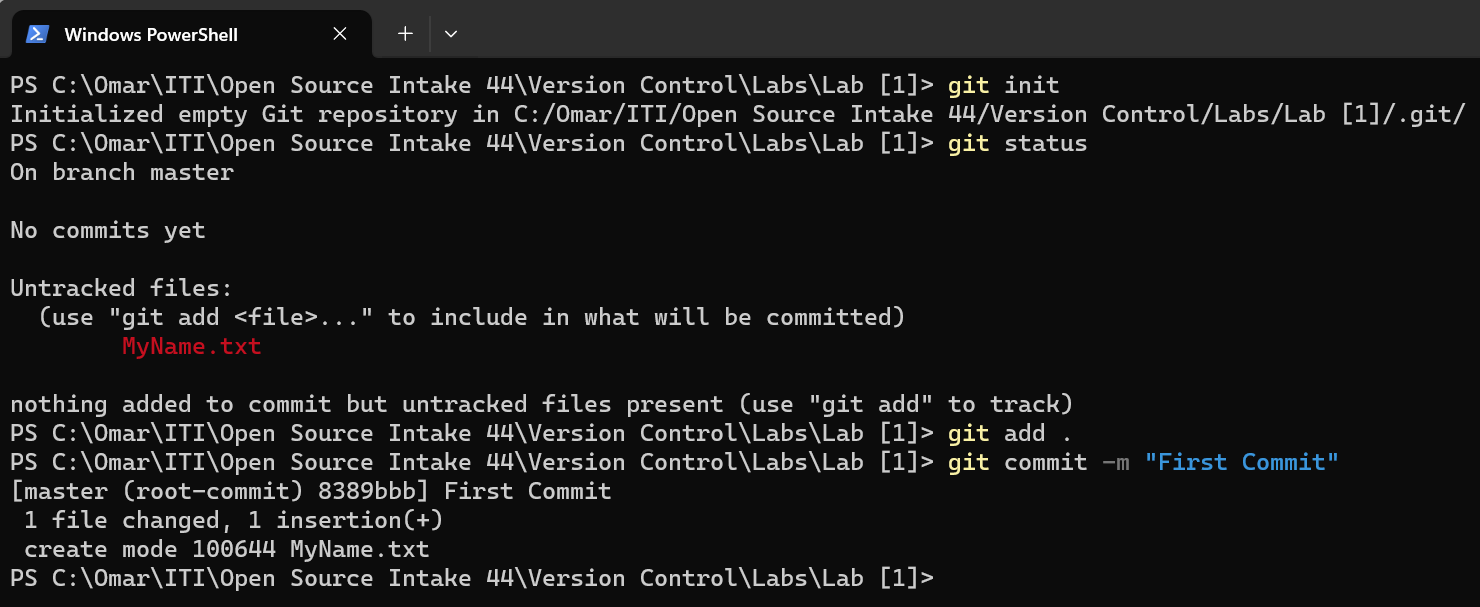 Windows PowerShell
PS C:\Omar\ITI\Open Source Intake 44\Version Control\Labs\Lab [1]> git init
Initialized empty Git repository in C:/Omar/ITI/Open Source Intake 44/Version Control/Labs/Lab [1]/.git/
PS C:\Omar\ITI\Open Source Intake 44\Version Control\Labs\Lab [1]> git status
On branch master
No commits yet
Untracked files:
  (use "git add <file>..." to include in what will be committed)
        MyName.txt
nothing added to commit but untracked files present (use "git add" to track)
PS C:\Omar\ITI\Open Source Intake 44\Version Control\Labs\Lab [1]> git add .
PS C:\Omar\ITI\Open Source Intake 44\Version Control\Labs\Lab [1]> git commit -m "First Commit"
[master (root-commit) 8389bbb] First Commit
 1 file changed, 1 insertion(+)
 create mode 100644 MyName.txt
PS C:\Omar\ITI\Open Source Intake 44\Version Control\Labs\Lab [1]>